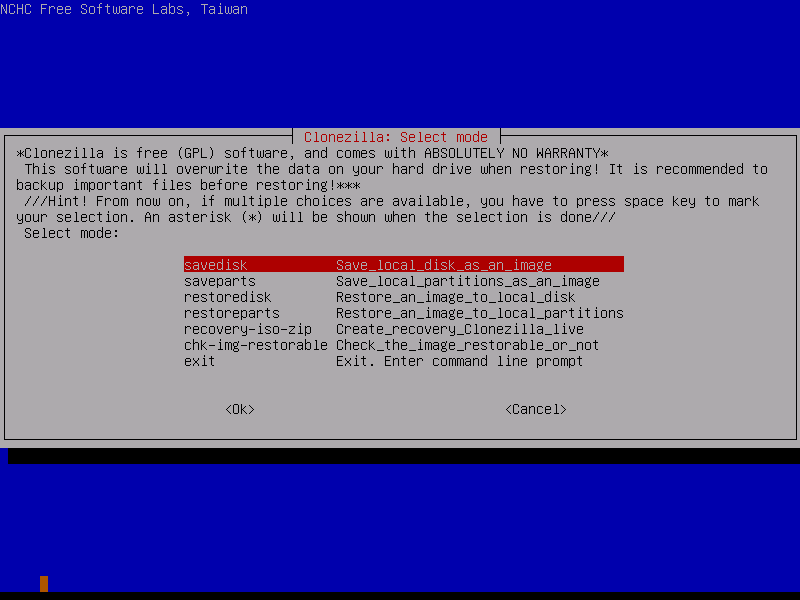 NCHC Free Software Labs, Taiwan
Clonezilla: Select mode
*Clonezilla is free (GPL) software, and comes with ABSOLUTELY NO WARRANTY*
This software will overwrite the data on your hard drive when restoring! It is recommended to
backup important files before restoring!***
///Hint! From now on, if multiple choices are available, you have to press space key to mark
your selection. An asterisk (*) will be shown when the selection is done///
Select mode:
savedisk Save_local_disk_as_an_image
saveparts Save_local_partitions_as_an_image
restoredisk Restore_an_image_to_local_disk
restoreparts Restore_an_image_to_local_partitions
recovery-iso-zip Create_recovery_Clonezilla_live
chk-img-restorable Check_the_image_restorable_or_not
exit Exit. Enter command line prompt
<Ok> <Cancel>